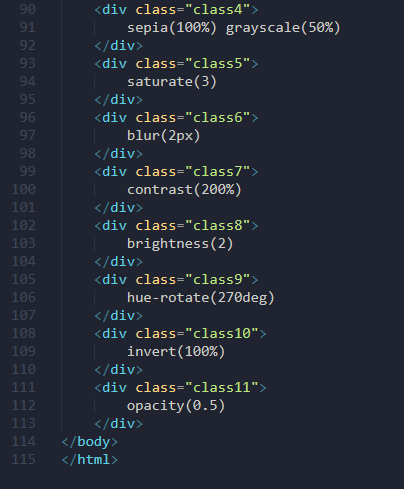 90 <div class="class4">
91 sepia(100%) grayscale(50%)
92 </div>
93 <div class="class5">
94 saturate(3)
95 </div>
96 <div class="class6">
97 blur(2px)
98 </div>
99 <div class="class7">
100 contrast(200%)
101 </div>
102 <div class="class8">
103 brightness(2)
104 </div>
105 <div class="class9">
106 hue-rotate(270deg)
107 </div>
108 <div class="class10">
109 invert(100%)
110 </div>
111 <div class="class11">
112 opacity(0.5)
113 </div>
114 </body>
115 </html>